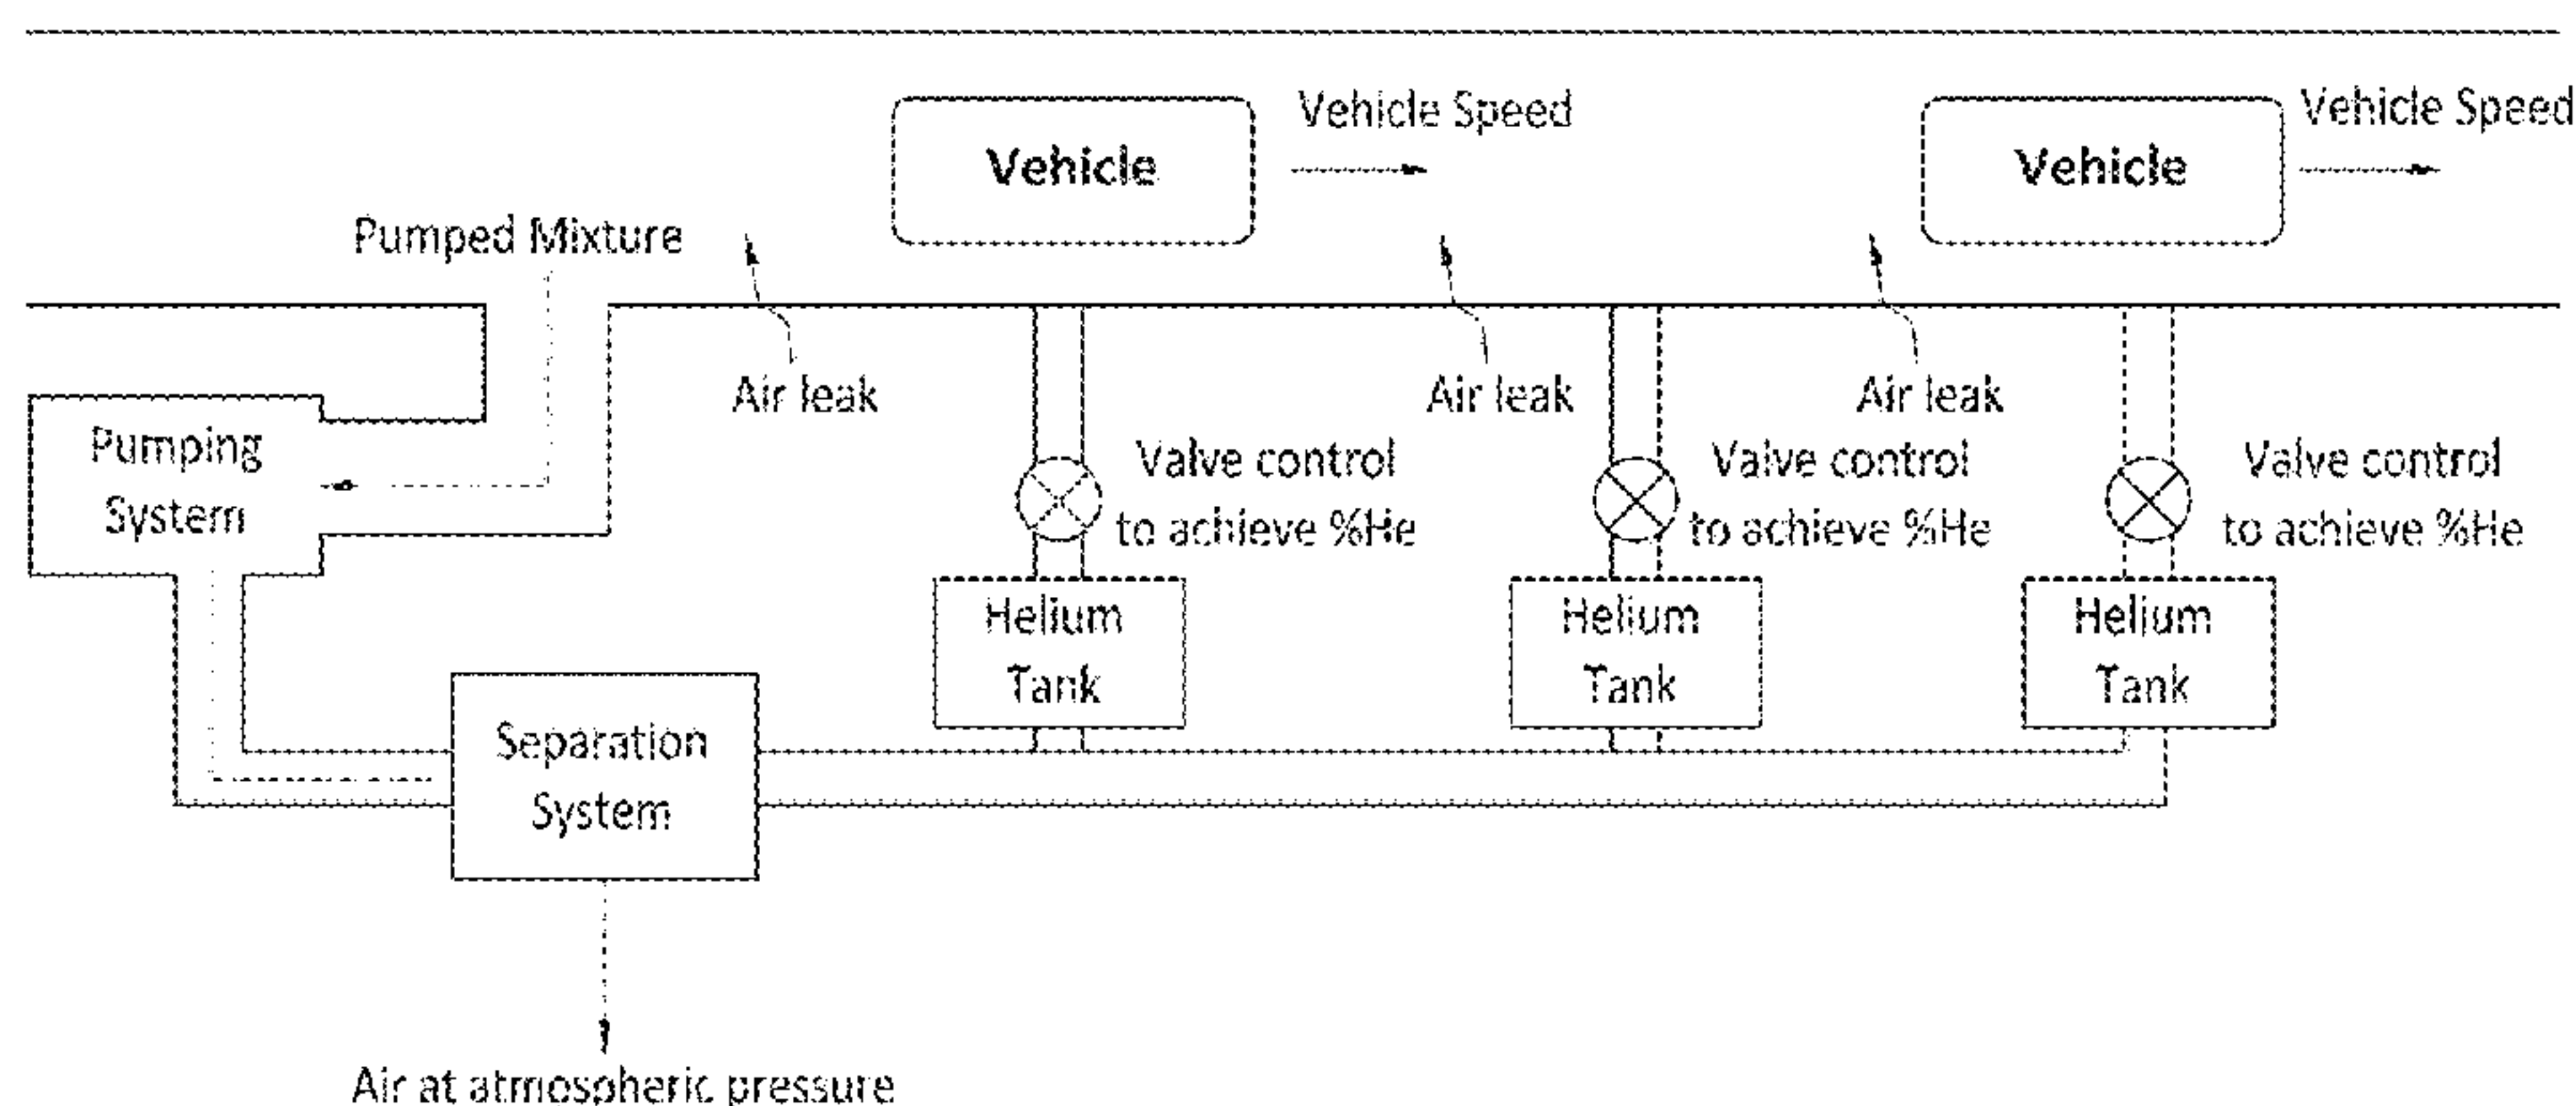 Vehicle Speed
Vehicle Speed
Vehicle
Vehicle
Pumped Mixture
Air leak
Air leak
Air leak
Pumping
System
Valve control
to achieve %He
Valve control
to achieve %He
Valve control
to achieve %He
Helium
Tank
Helium
Tank
Helium
Tank
Separation
System
Air at atmospheric pressure